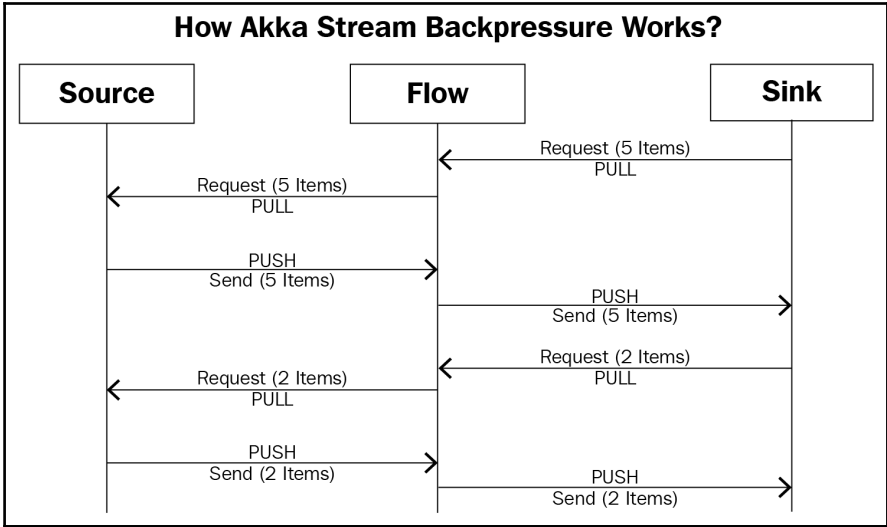 How Akka Stream Backpressure Works?
Source
Flow
Sink
Request (5 Items)
PULL
Request (5 Items)
PULL
PUSH
Send (5 Items)
PUSH
Send (5 Items)
Request (2 Items)
PULL
Request (2 Items)
PULL
PUSH
Send (2 Items)
PUSH
Send (2 Items)